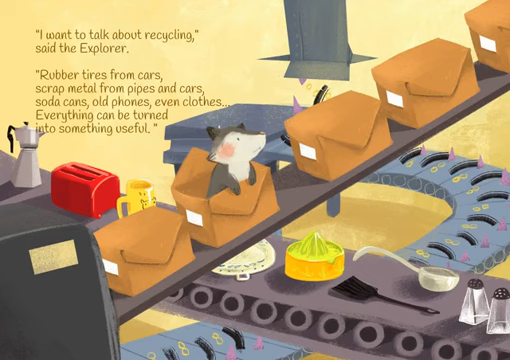 "I want to talk about recycling,"
said the Explorer.
"Rubber tires from cars,
scrap metal from pipes and cars,
soda cans, old phones, even clothes...
Everything can be turned
into something useful. "